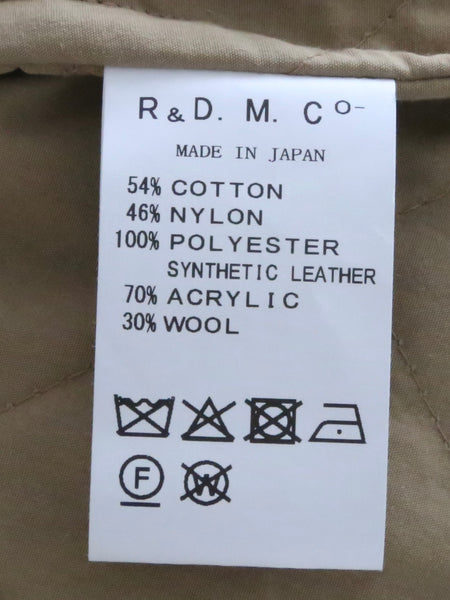 R & D. M. Co-
MADE IN JAPAN
54% COTTON
46% NYLON
100% POLYESTER
SYNTHETIC LEATHER
70% ACRYLIC
30% WOOL
F W